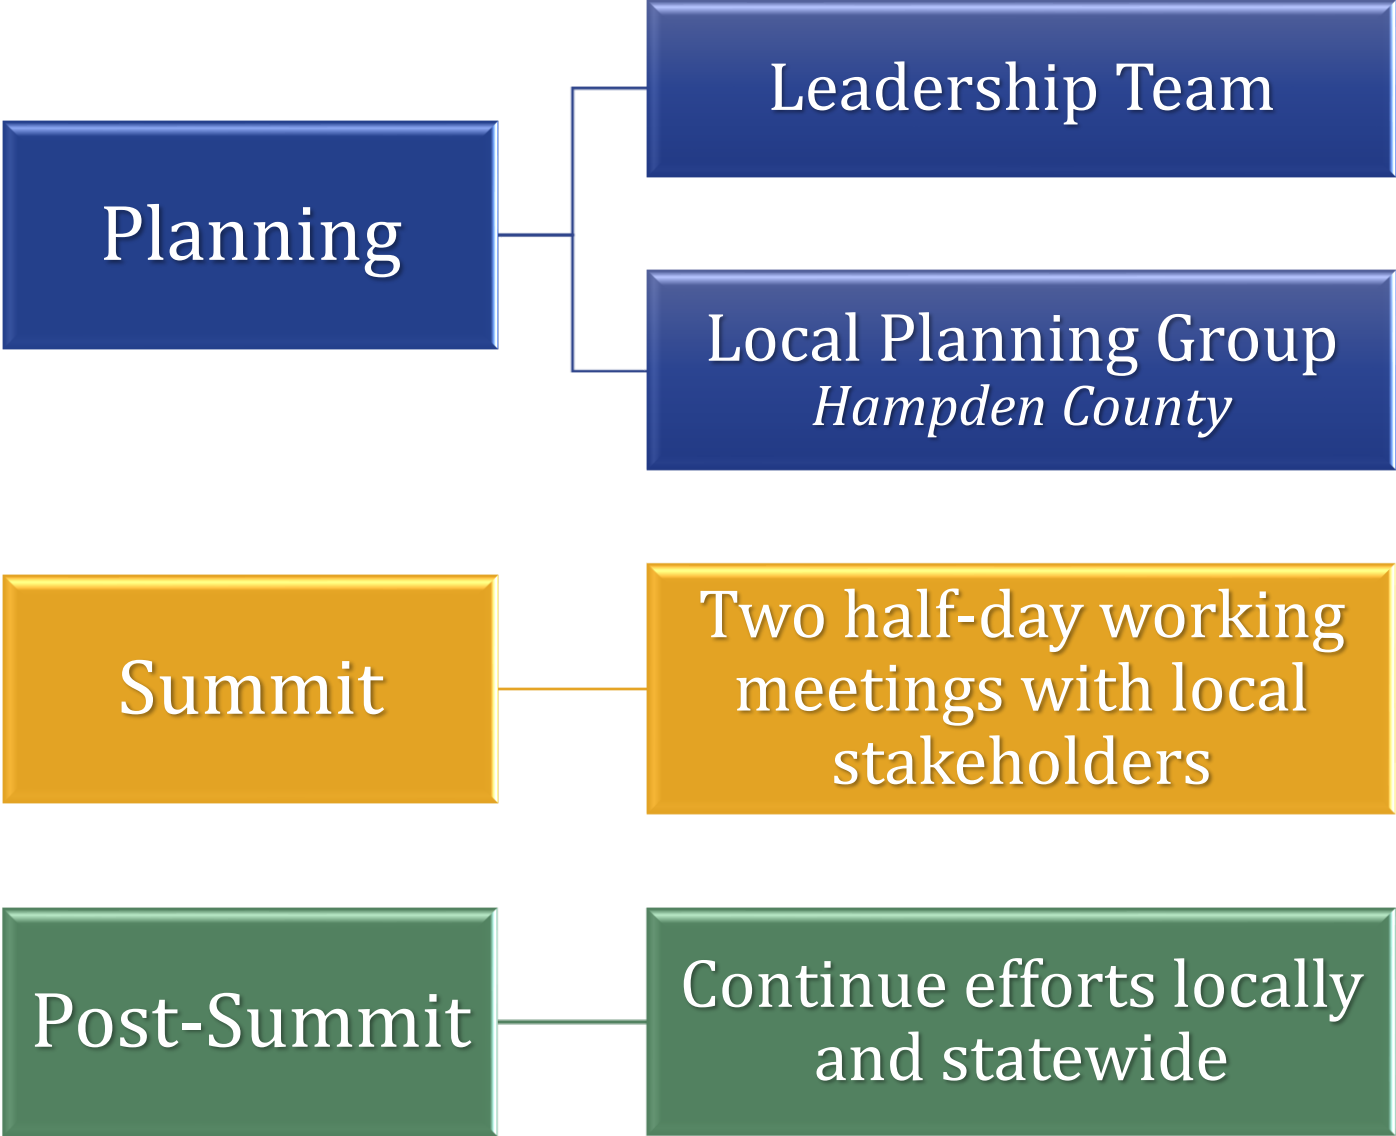 Planning
Leadership Team
Local Planning Group
Hampden County
Summit
Two half-day working
meetings with local
stakeholders
Post-Summit
Continue efforts locally
and statewide